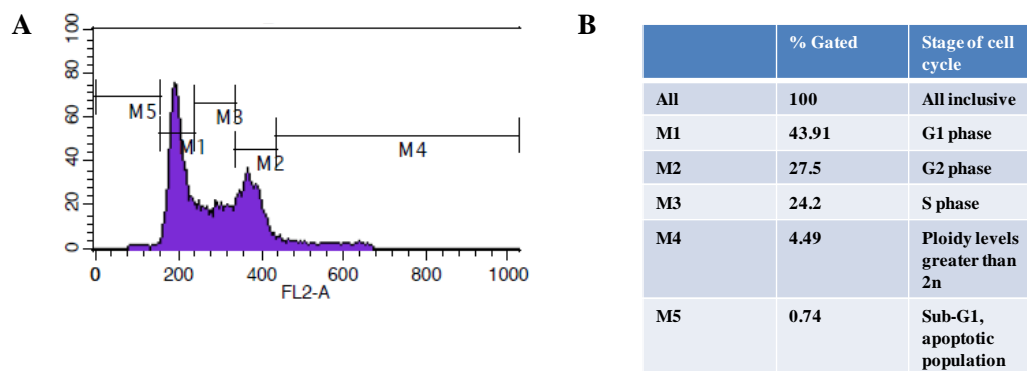 A
100
80
60
40
20
0
M5
M3
M1
M2
M4
0 200 400 600 800 1000
FL2-A
B
% Gated Stage of cell
cycle
All 100 All inclusive
M1 43.91 G1 phase
M2 27.5 G2 phase
M3 24.2 S phase
M4 4.49 Ploidy levels
greater than
2n
M5 0.74 Sub-G1,
apoptotic
population